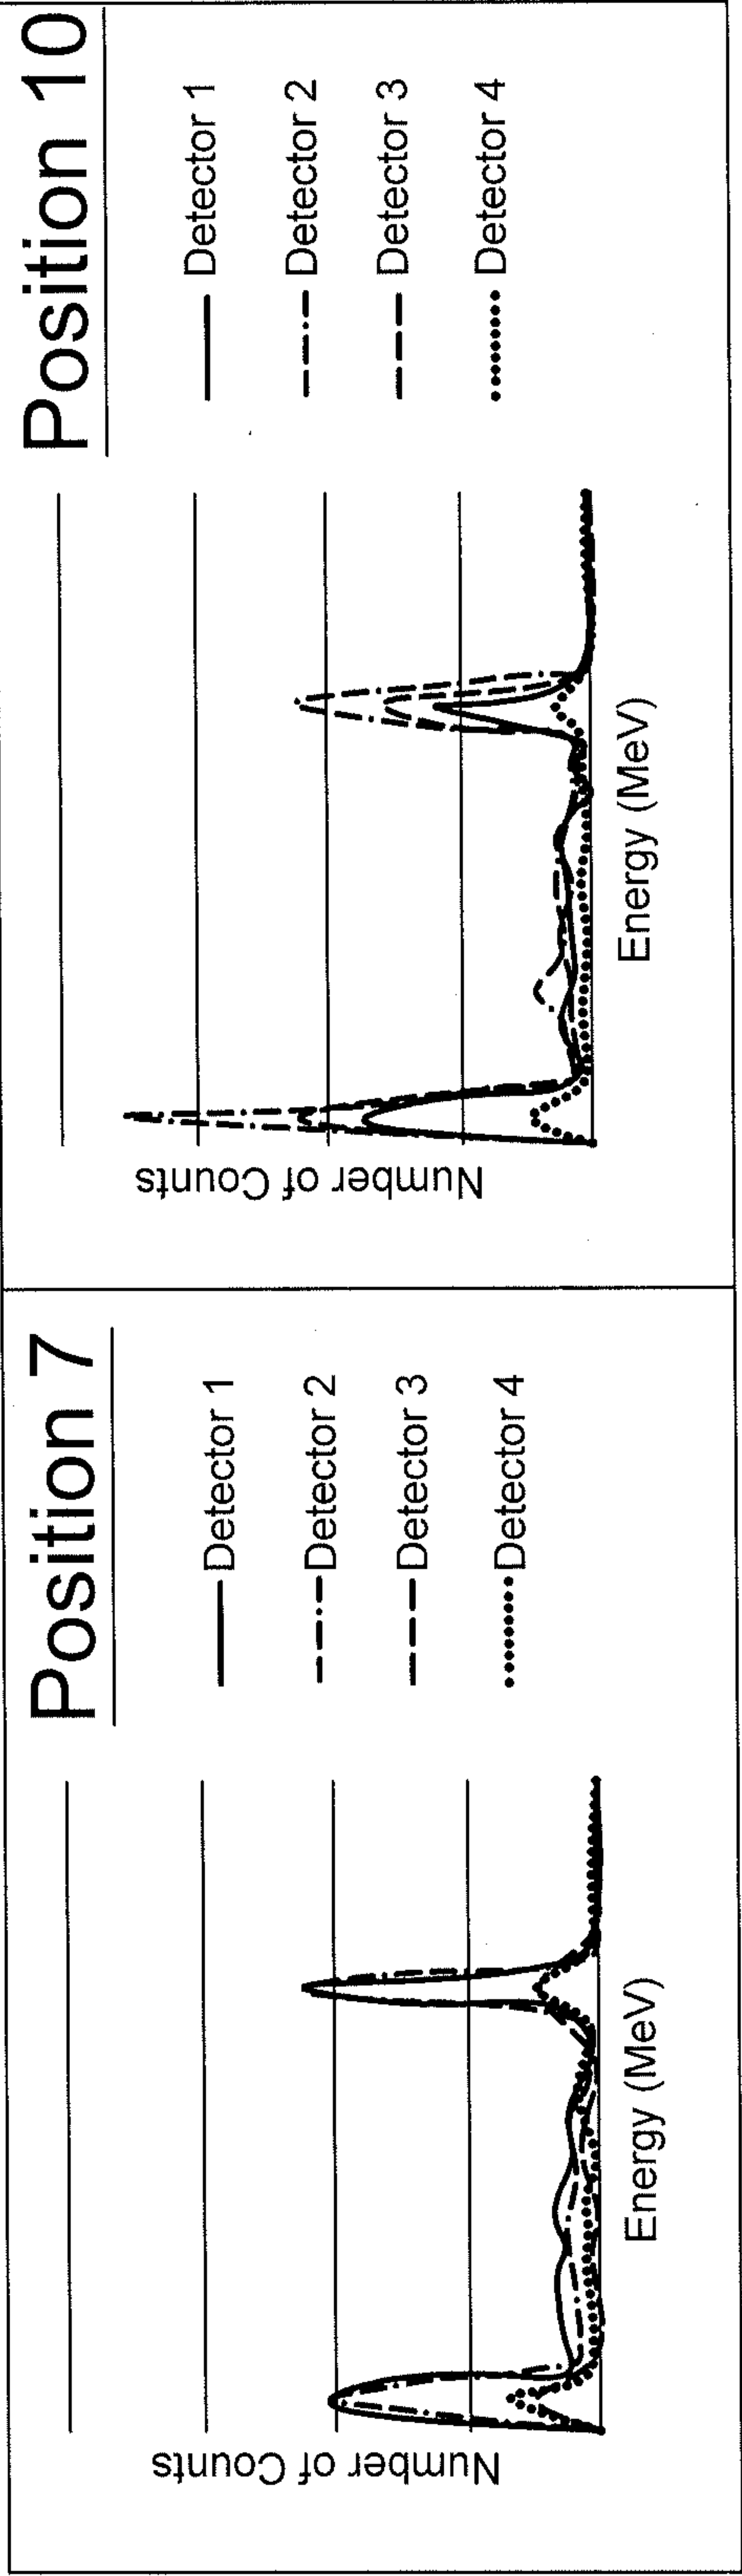 Position 7
Detector 1
Detector 2
Detector 3
Detector 4
Number of Counts
Energy (MeV)
Position 10
Detector 1
Detector 2
Detector 3
Detector 4
Number of Counts
Energy (MeV)